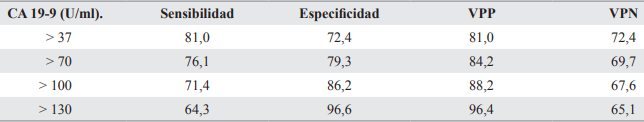 CA 19-9 (U/ml). Sensibilidad Especificidad VPP VPN
> 37 81,0 72,4 81,0 72,4
> 70 76,1 79,3 84,2 69,7
> 100 71,4 86,2 88,2 67,6
> 130 64,3 96,6 96,4 65,1